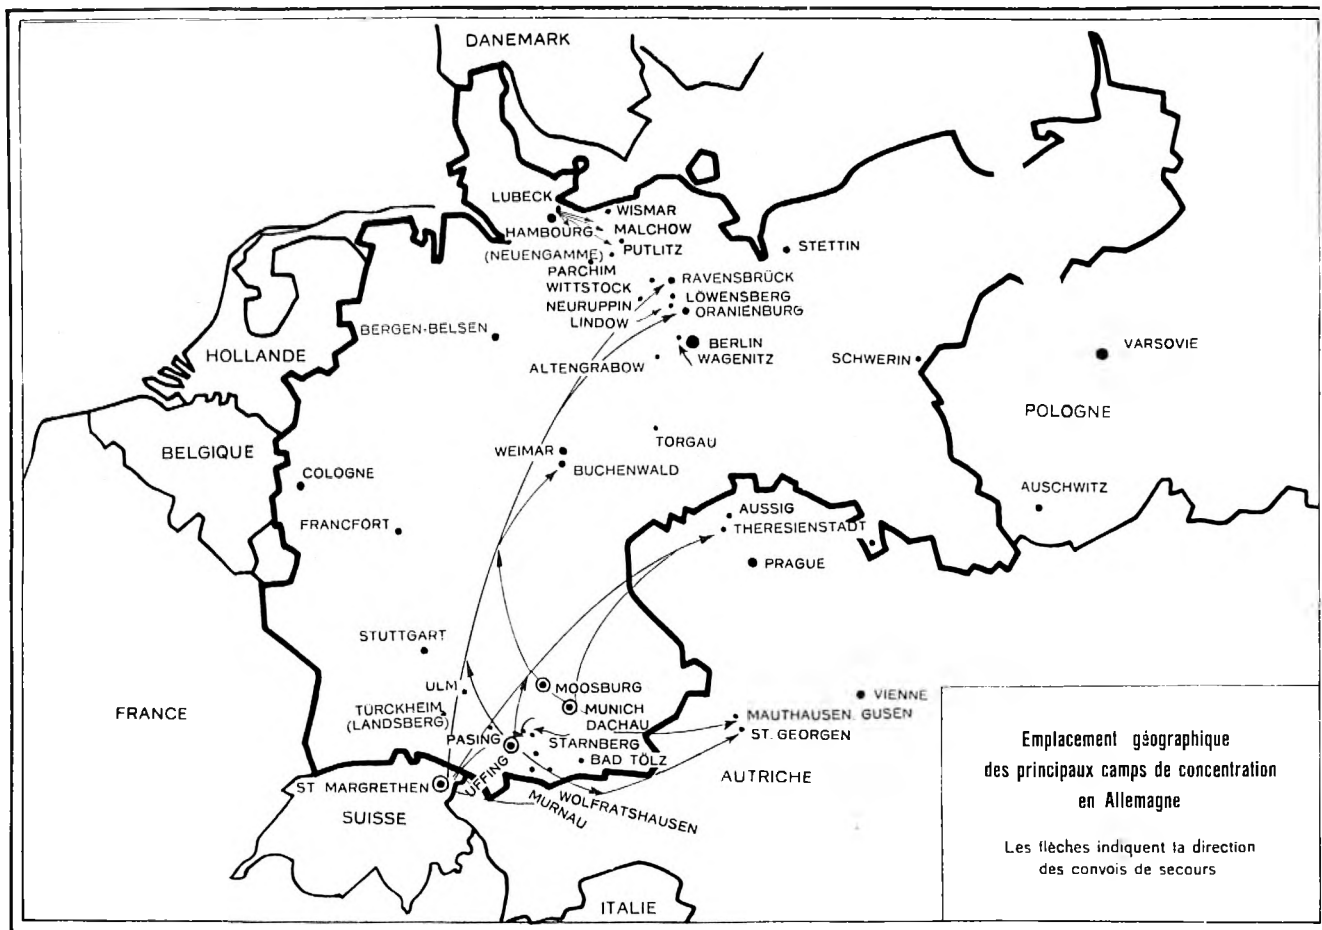 DANEMARK
LUBECK
WISMAR
HAMBOURG
MALCHOW
(NEUENGAMME)
PUTLITZ
STETTIN
PARCHIM
WITTSTOCK
RAVENSBRÜCK
NEURUPPIN
LÖWENSBERG
LINDOW
ORANIENBURG
BERGEN-BELSEN
BERLIN
WAGENITZ
HOLLANDE
ALTENGRABOW
SCHWERIN
VARSOVIE
POLOGNE
BELGIQUE
WEIMAR
TORGAU
BUCHENWALD
COLOGNE
AUSCHWITZ
FRANCFORT
AUSSIG
THERESIENSTADT
PRAGUE
STUTTGART
ULM
MOOSBURG
VIENNE
FRANCE
TÜRCKHEIM
(LANDSBERG)
MUNICH
DACHAU
MAUTHAUSEN. GUSEN
PASING
STARNBERG
ST. GEORGEN
UFFING
BAD TÖLZ
ST MARGRETHEN
AUTRICHE
SUISSE
WOLFRATSHAUSEN
MURNAU
ITALIE
Emplacement géographique
des principaux camps de concentration
en Allemagne
Les flèches indiquent la direction
des convois de secours